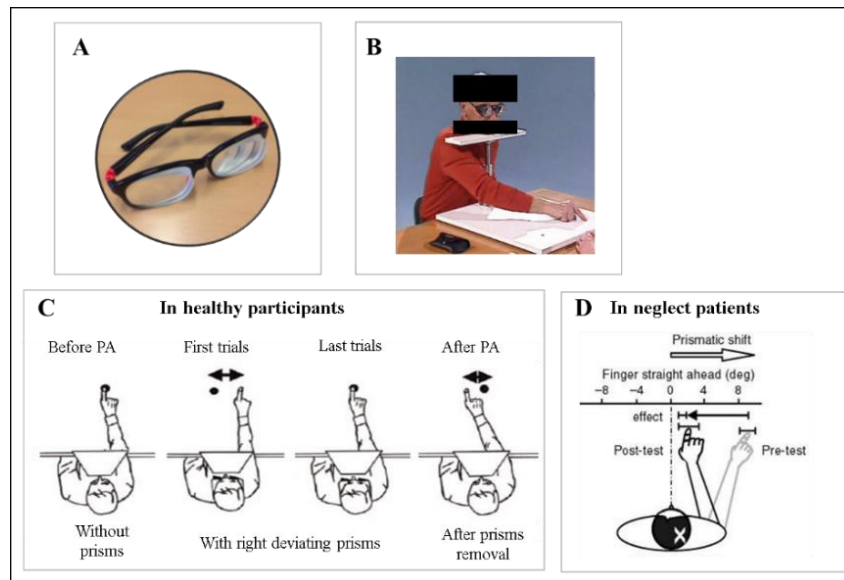 A
B
C In healthy participants
Before PA First trials Last trials After PA
Without
prisms
With right deviating prisms
After prisms
removal
D In neglect patients
Prismatic shift
Finger straight ahead (deg)
−8 −4 0 4 8
effect
Post-test Pre-test
X